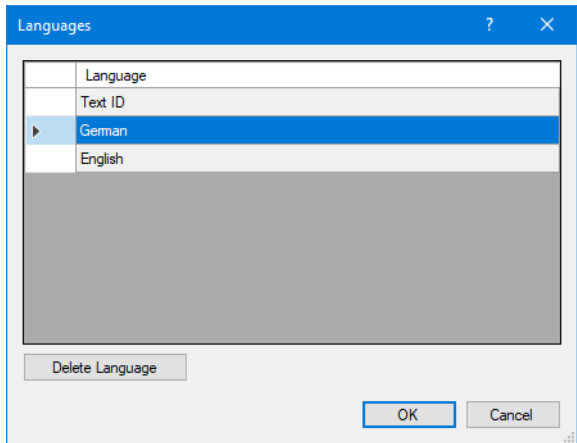 Languages ?
Language
Text ID
German
English
Delete Language
OK Cancel